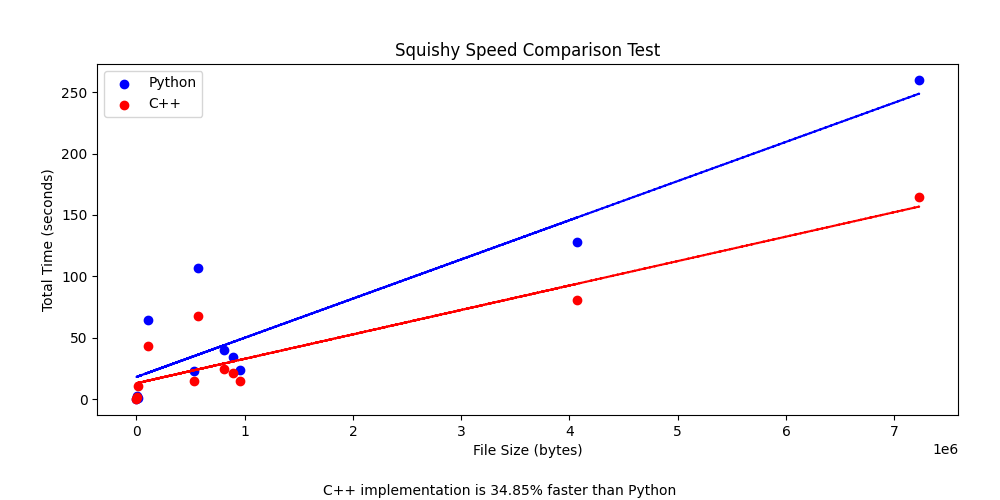 Squishy Speed Comparison Test
Python
C++
250
200
150
100
50
0
Total Time (seconds)
0 1 2 3 4 5 6 7
1e6
File Size (bytes)
C++ implementation is 34.85% faster than Python